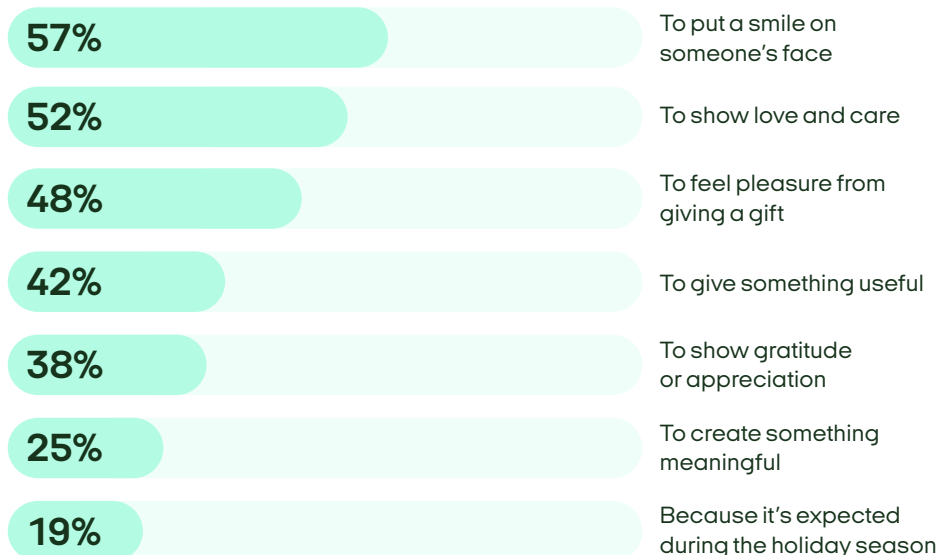 57%
To put a smile on
someone's face
52%
To show love and care
48%
To feel pleasure from
giving a gift
42%
To give something useful
38%
To show gratitude
or appreciation
25%
To create something
meaningful
19%
Because it's expected
during the holiday season